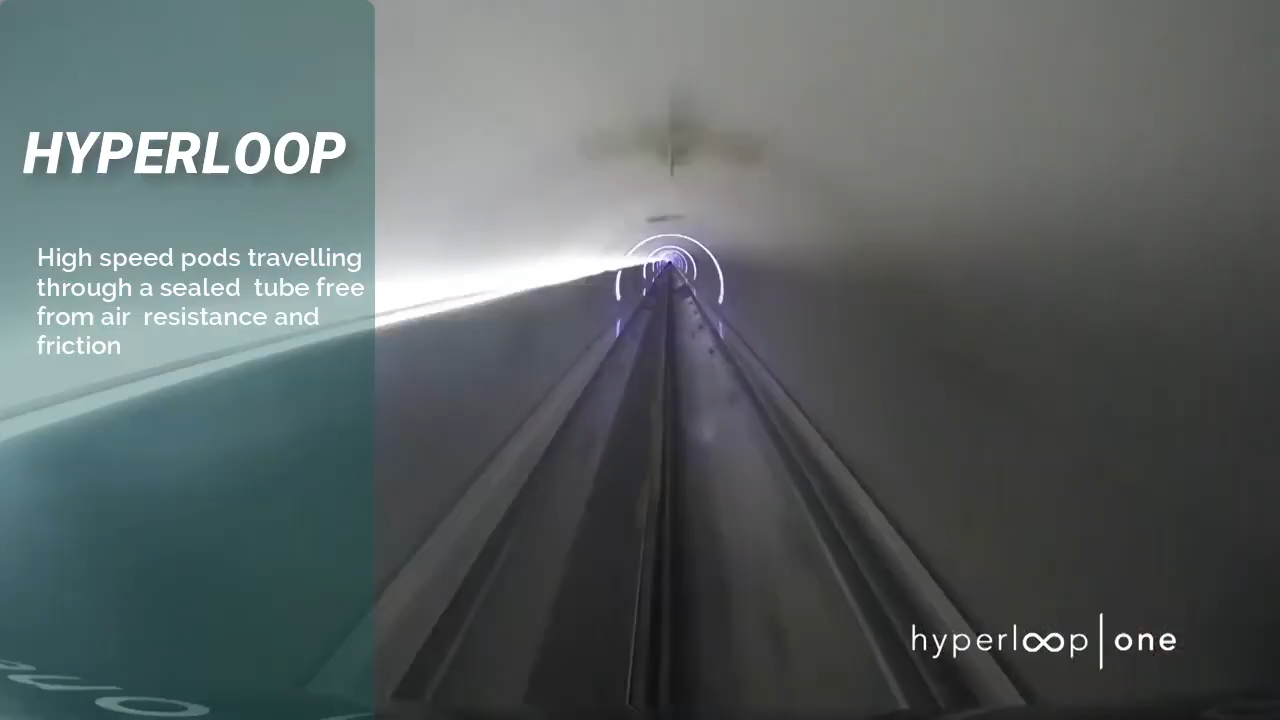 HYPERLOOP
High speed pods travelling
through a sealed tube free
from air resistance and
friction
hyperloop | one